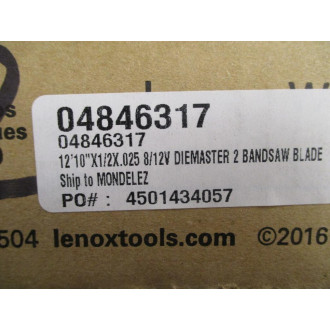 04846317
04846317
12'10"X1/2X.025 8/12V DIEMASTER 2 BANDSAW BLADE
Ship to MONDELEZ
PO# : 4501434057
504 lenoxtools.com ©2016